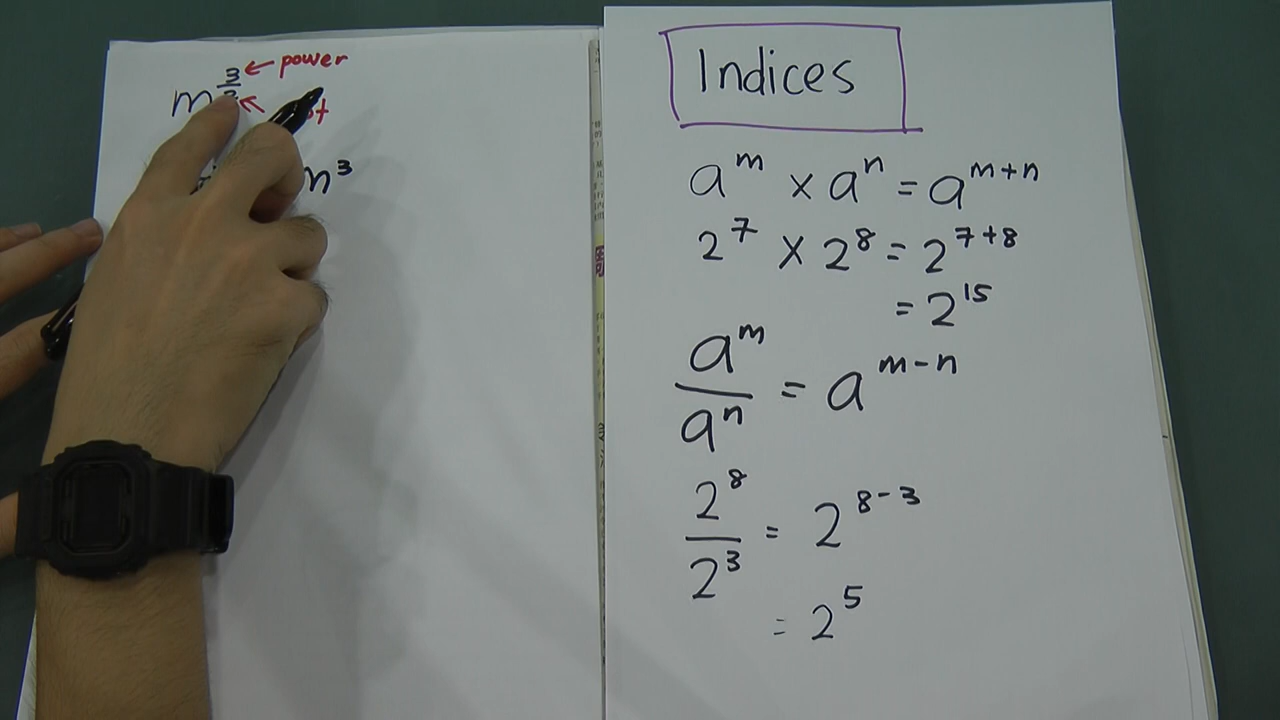 m^3 ← power
←
m³
Indices
a^m × a^n = a^(m+n)
2^7 × 2^8 = 2^(7+8)
= 2^15
a^m / a^n = a^(m-n)
2^8 / 2^3 = 2^(8-3)
= 2^5